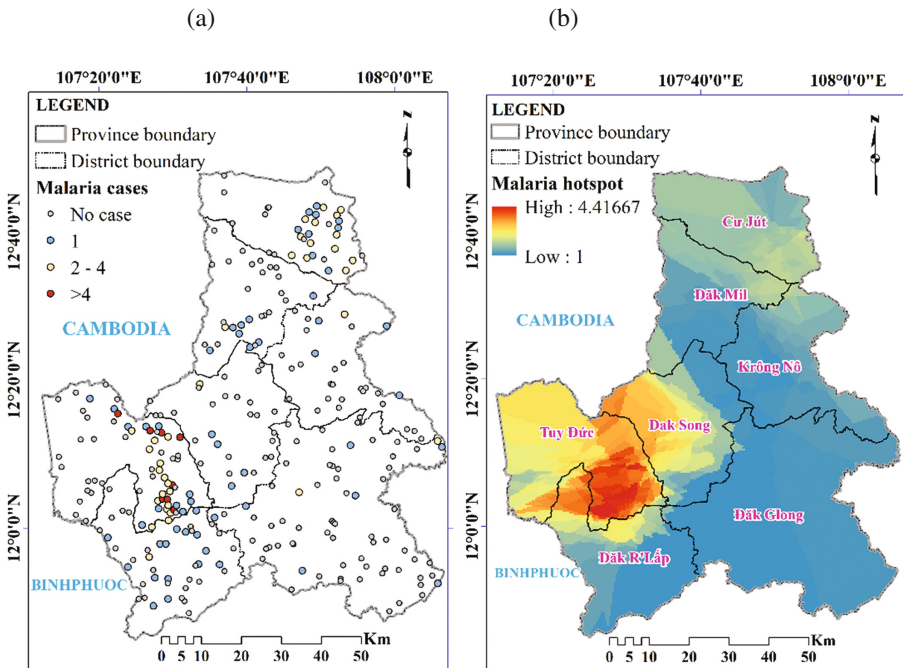 (a)
107°20'0"E
107°40'0"E
108°0'0"E
LEGEND
Province boundary
District boundary
Malaria cases
No case
1
2 - 4
>4
N
12°40'0"N
12°20'0"N
12°0'0"N
CAMBODIA
BINHPHUOC
Km
0 5 10 20 30 40 50
(b)
107°20'0"E
107°40'0"E
108°0'0"E
LEGEND
Province boundary
District boundary
Malaria hotspot
High : 4.41667
Low : 1
N
12°40'0"N
12°20'0"N
12°0'0"N
Cư Jút
Đăk Mil
CAMBODIA
Krông Nô
Tuy Đức
Dak Song
Đăk Glong
Đăk R'Lấp
BINHPHUOC
Km
0 5 10 20 30 40 50